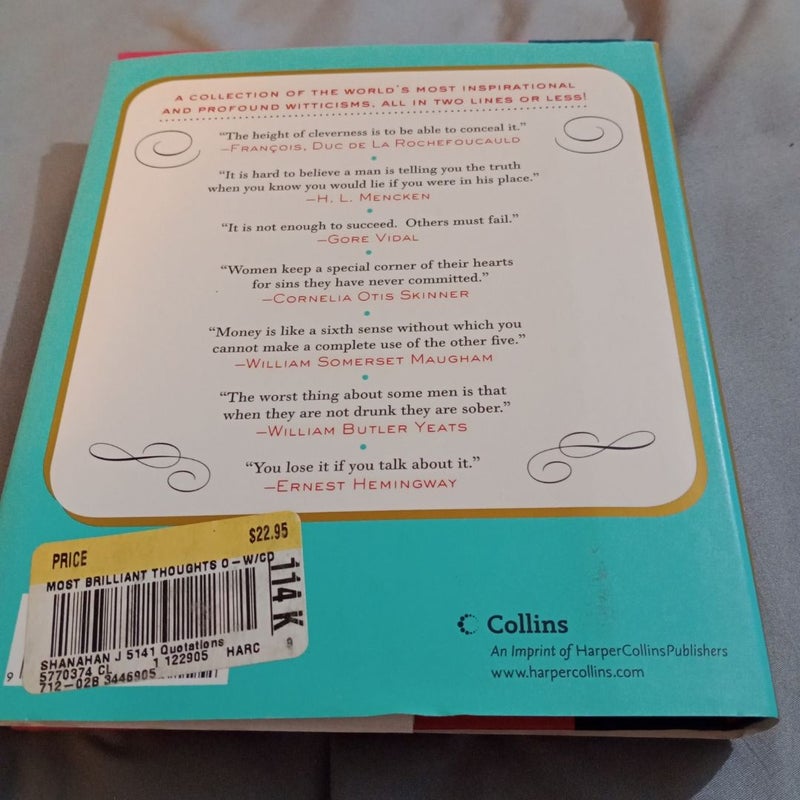 A COLLECTION OF THE WORLD'S MOST INSPIRATIONAL
AND PROFOUND WITTICISMS, ALL IN TWO LINES OR LESS!
“The height of cleverness is to be able to conceal it.”
—FRANÇOIS, DUC DE LA ROCHEFOUCAULD
“It is hard to believe a man is telling you the truth
when you know you would lie if you were in his place.”
—H. L. MENCKEN
“It is not enough to succeed. Others must fail.”
—GORE VIDAL
“Women keep a special corner of their hearts
for sins they have never committed.”
—CORNELIA OTIS SKINNER
“Money is like a sixth sense without which you
cannot make a complete use of the other five.”
—WILLIAM SOMERSET MAUGHAM
“The worst thing about some men is that
when they are not drunk they are sober.”
—WILLIAM BUTLER YEATS
“You lose it if you talk about it.”
—ERNEST HEMINGWAY
PRICE $22.95
MOST BRILLIANT THOUGHTS O-W/CD
114 K
SHANAHAN J 5141 Quotations
5770374 CL 1 122905 HARC 9
712-02B 3446905
9
Collins
An Imprint of HarperCollinsPublishers
www.harpercollins.com